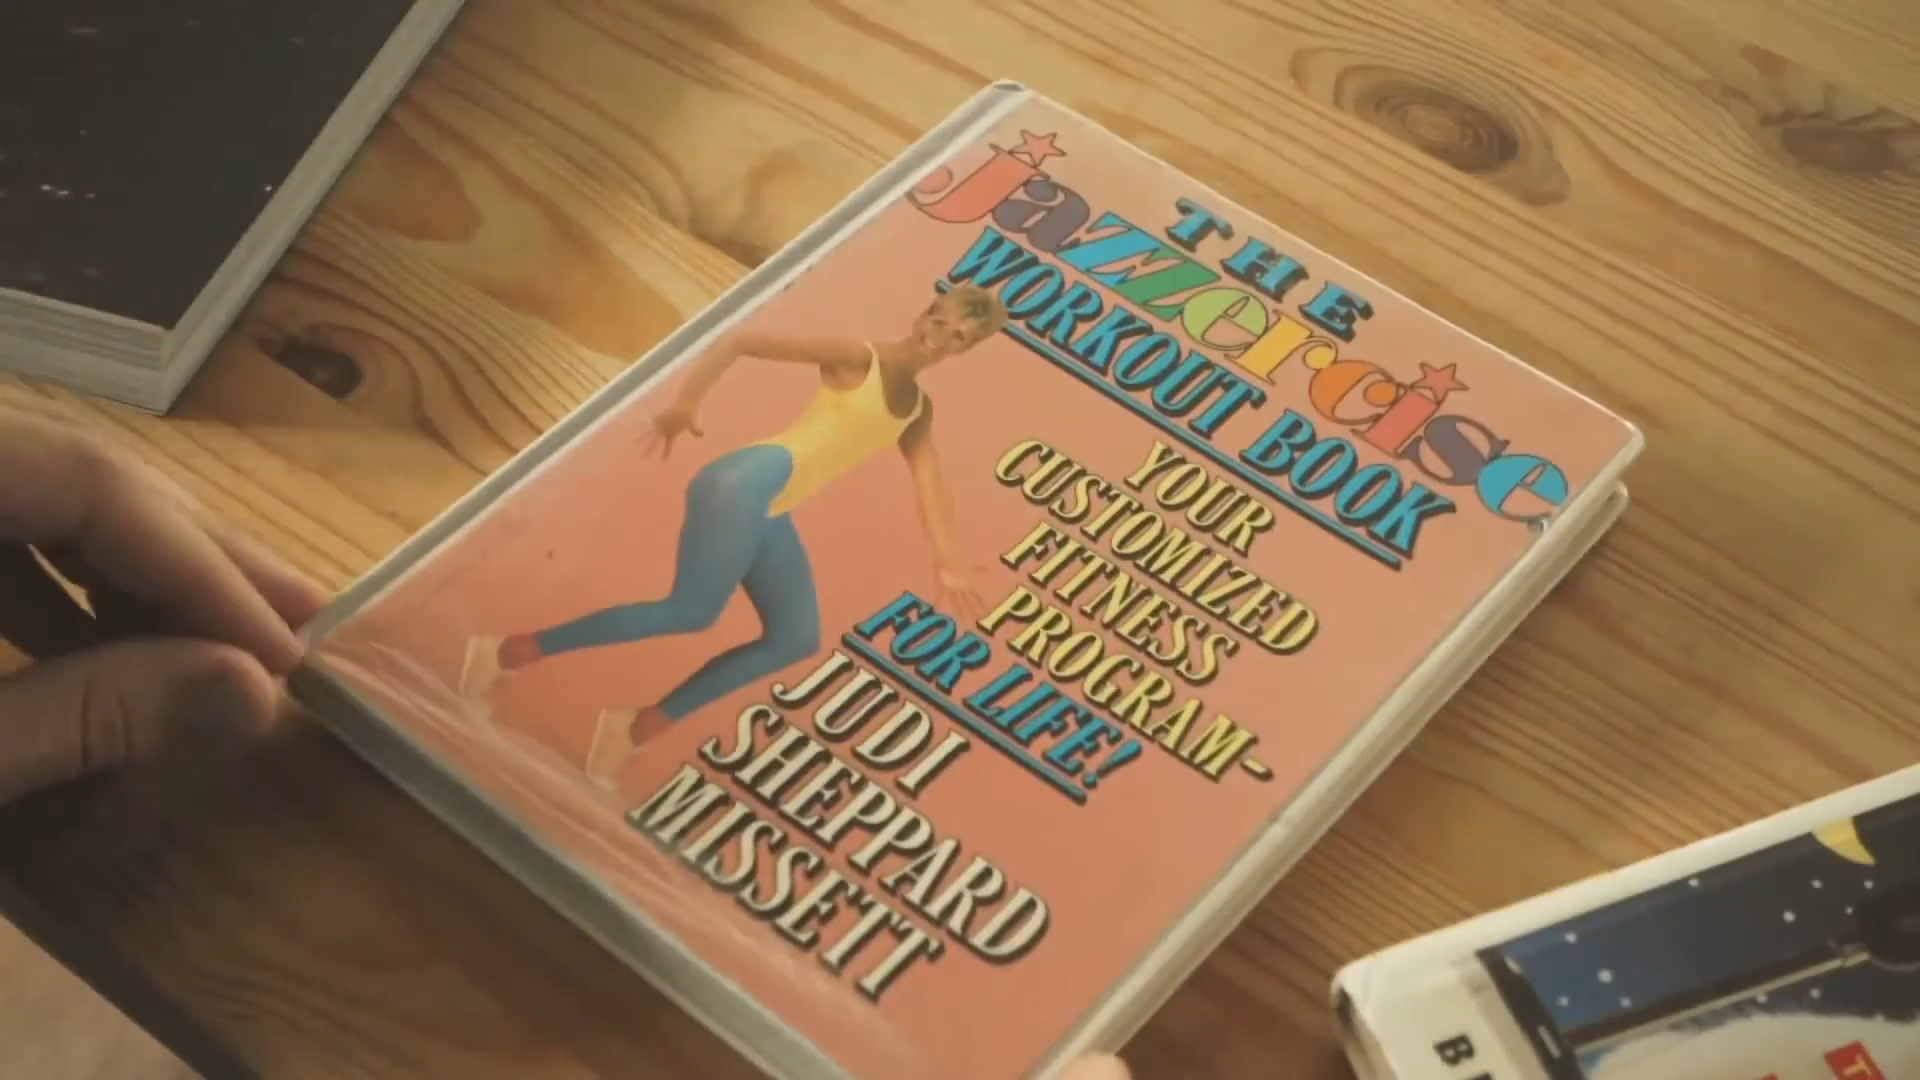 THE
jazzercise
WORKOUT BOOK
YOUR
CUSTOMIZED
FITNESS
PROGRAM-
FOR LIFE!
JUDI
SHEPPARD
MISSETT